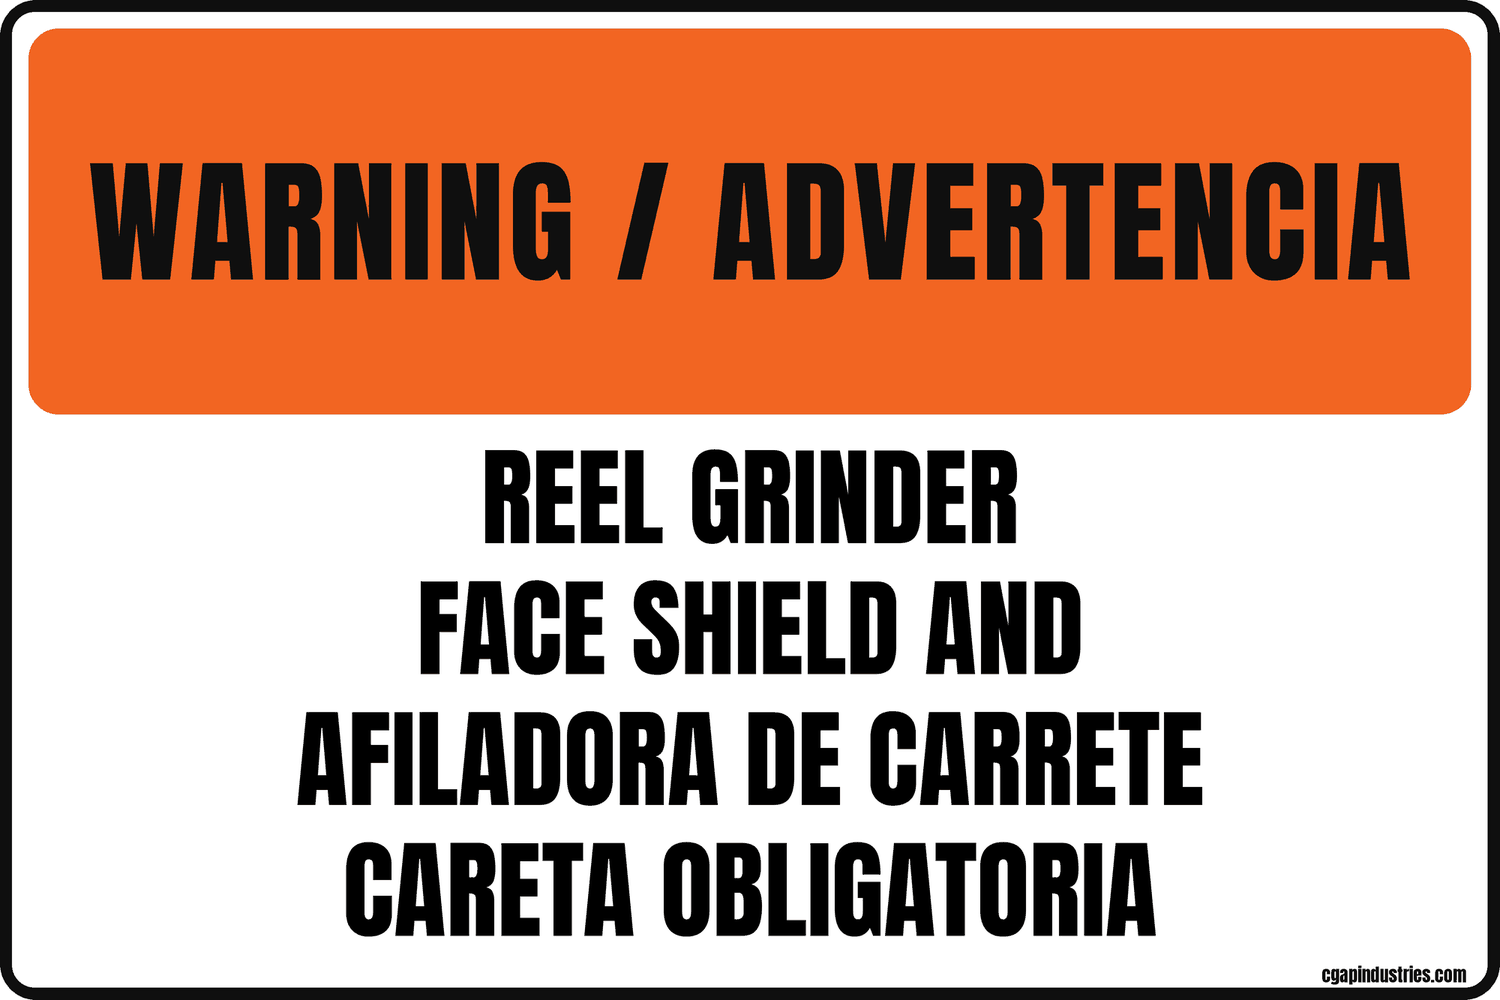 WARNING / ADVERTENCIA
REEL GRINDER
FACE SHIELD AND
AFILADORA DE CARRETE
CARETA OBLIGATORIA
cgapindustries.com